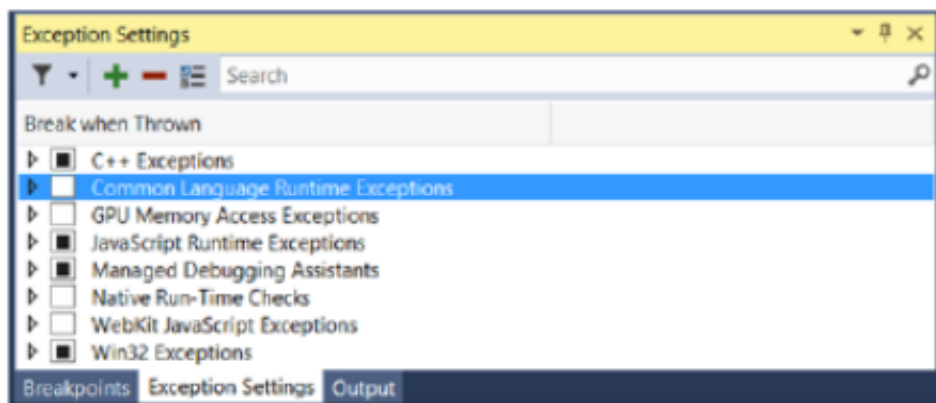 Exception Settings
Search
Break when Thrown
C++ Exceptions
Common Language Runtime Exceptions
GPU Memory Access Exceptions
JavaScript Runtime Exceptions
Managed Debugging Assistants
Native Run-Time Checks
WebKit JavaScript Exceptions
Win32 Exceptions
Breakpoints Exception Settings Output